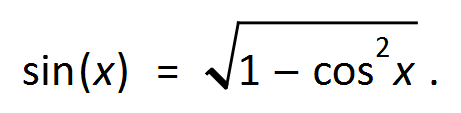 sin(x) = √(1 – cos²x) .